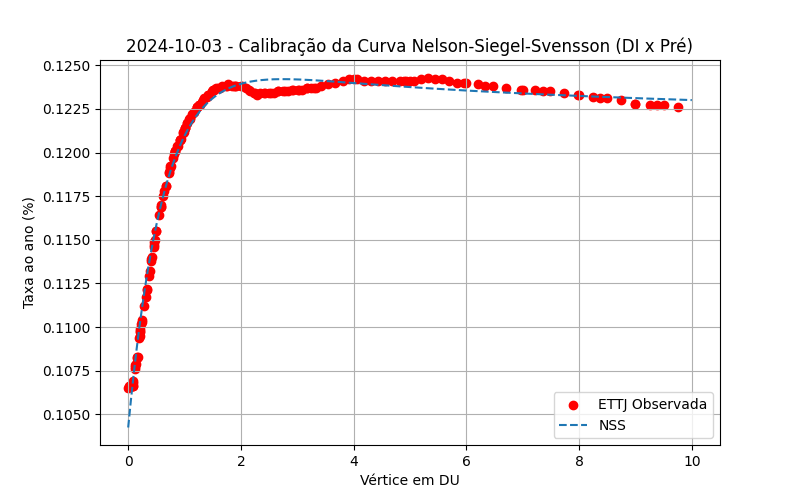 2024-10-03 - Calibração da Curva Nelson-Siegel-Svensson (DI x Pré)
Taxa ao ano (%)
0.1250
0.1225
0.1200
0.1175
0.1150
0.1125
0.1100
0.1075
0.1050
ETTJ Observada
NSS
0 2 4 6 8 10
Vértice em DU